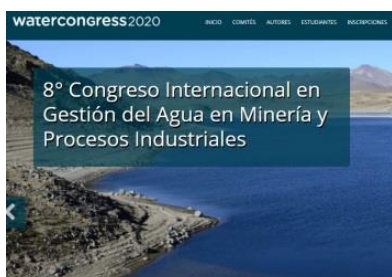 watercongress2020
INICIO COMITÉS AUTORES ESTUDIANTES INSCRIPCIONES
8° Congreso Internacional en
Gestión del Agua en Minería y
Procesos Industriales